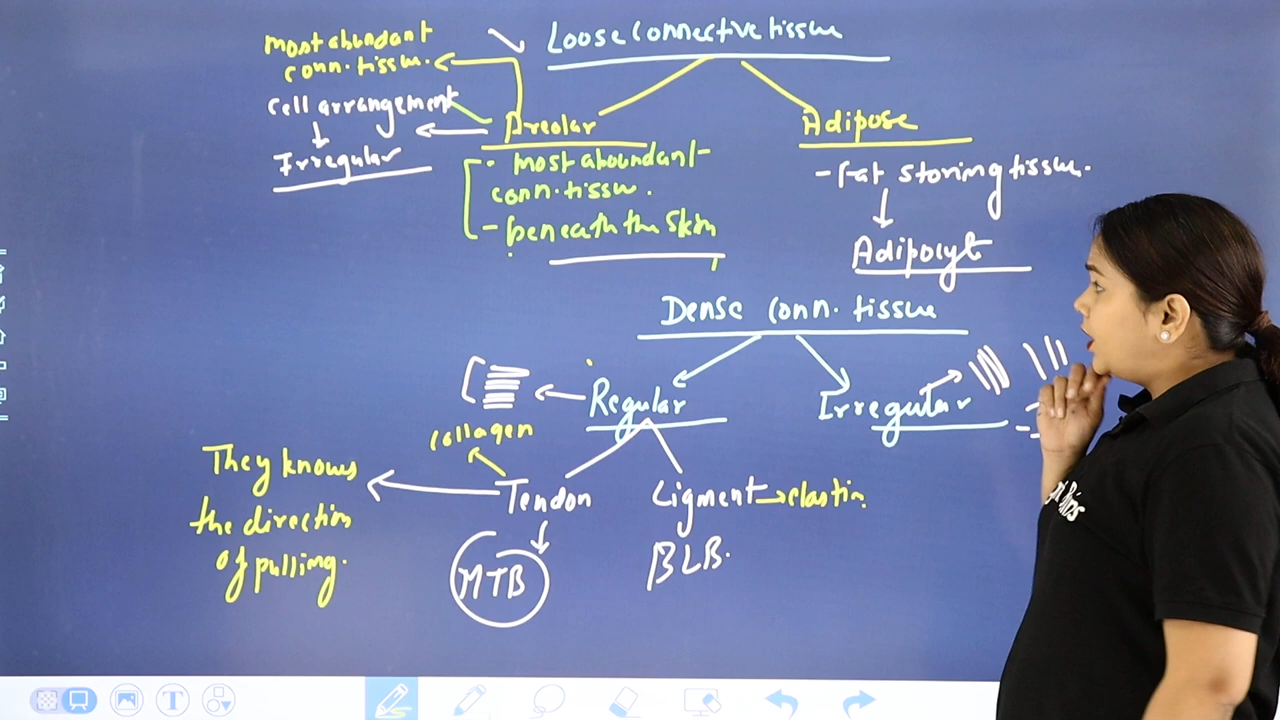 Loose Connective tissue
most abundant
conn. tissue.
cell arrangement
Irregular
Areolar
Adipose
· most abundant
conn. tissue.
- beneath the skin
- Fat storing tissue.
Adipocyt
Dense conn. tissue
Regular
Irregular
collagen
They knows
the direction
of pulling.
Tendon
Ligment → elastin
MTB
BLB.